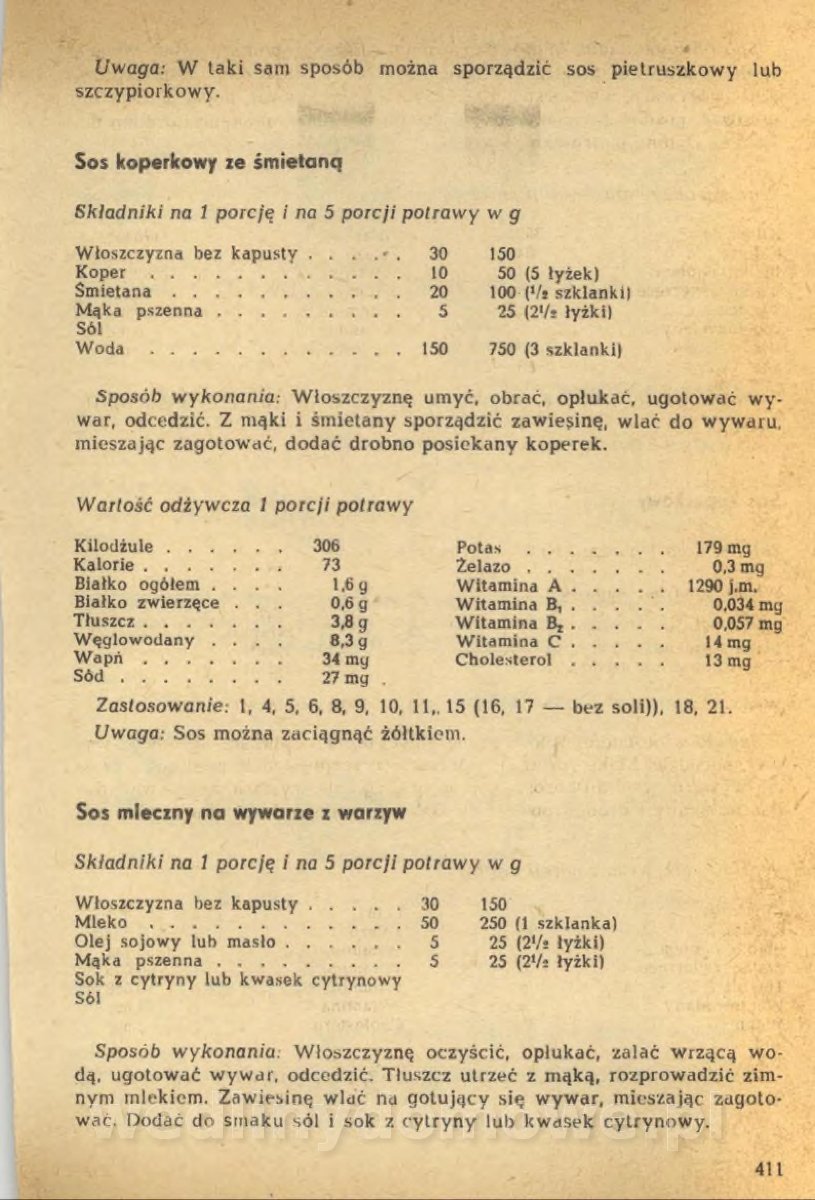 Uwaga: W taki sam sposób można sporządzić sos pietruszkowy lub
szczypiorkowy.
Sos koperkowy ze śmietaną
Składniki na 1 porcję i na 5 porcji potrawy w g
Włoszczyzna bez kapusty . . . . . 30 150
Koper . . . . . . . . . . . . 10 50 (5 łyżek)
Śmietana . . . . . . . . . . . 20 100 (1/2 szklanki)
Mąka pszenna . . . . . . . . . 5 25 (2 1/2 łyżki)
Sól
Woda . . . . . . . . . . . . 150 750 (3 szklanki)
Sposób wykonania: Włoszczyznę umyć, obrać, opłukać, ugotować wy-
war, odcedzić. Z mąki i śmietany sporządzić zawiesinę, wlać do wywaru,
mieszając zagotować, dodać drobno posiekany koperek.
Wartość odżywcza 1 porcji potrawy
Kilodżule . . . . . . 306 Potas . . . . . . . 179 mg
Kalorie . . . . . . . 73 Żelazo . . . . . . . 0,3 mg
Białko ogółem . . . . 1,6 g Witamina A . . . . . 1290 j.m.
Białko zwierzęce . . . 0,6 g Witamina B₁ . . . . . 0,034 mg
Tłuszcz . . . . . . . 3,8 g Witamina B₂ . . . . . 0,057 mg
Węglowodany . . . . 8,3 g Witamina C . . . . . 14 mg
Wapń . . . . . . . 34 mg Cholesterol . . . . . 13 mg
Sód . . . . . . . . 27 mg
Zastosowanie: 1, 4, 5, 6, 8, 9, 10, 11, 15 (16, 17 — bez soli)), 18, 21.
Uwaga: Sos można zaciągnąć żółtkiem.
Sos mleczny na wywarze z warzyw
Składniki na 1 porcję i na 5 porcji potrawy w g
Włoszczyzna bez kapusty . . . . . 30 150
Mleko . . . . . . . . . . . . 50 250 (1 szklanka)
Olej sojowy lub masło . . . . . . 5 25 (2 1/2 łyżki)
Mąka pszenna . . . . . . . . . 5 25 (2 1/2 łyżki)
Sok z cytryny lub kwasek cytrynowy
Sól
Sposób wykonania: Włoszczyznę oczyścić, opłukać, zalać wrzącą wo-
dą, ugotować wywar, odcedzić. Tłuszcz utrzeć z mąką, rozprowadzić zim-
nym mlekiem. Zawiesinę wlać na gotujący się wywar, mieszając zagoto-
wać. Dodać do smaku sól i sok z cytryny lub kwasek cytrynowy.
411